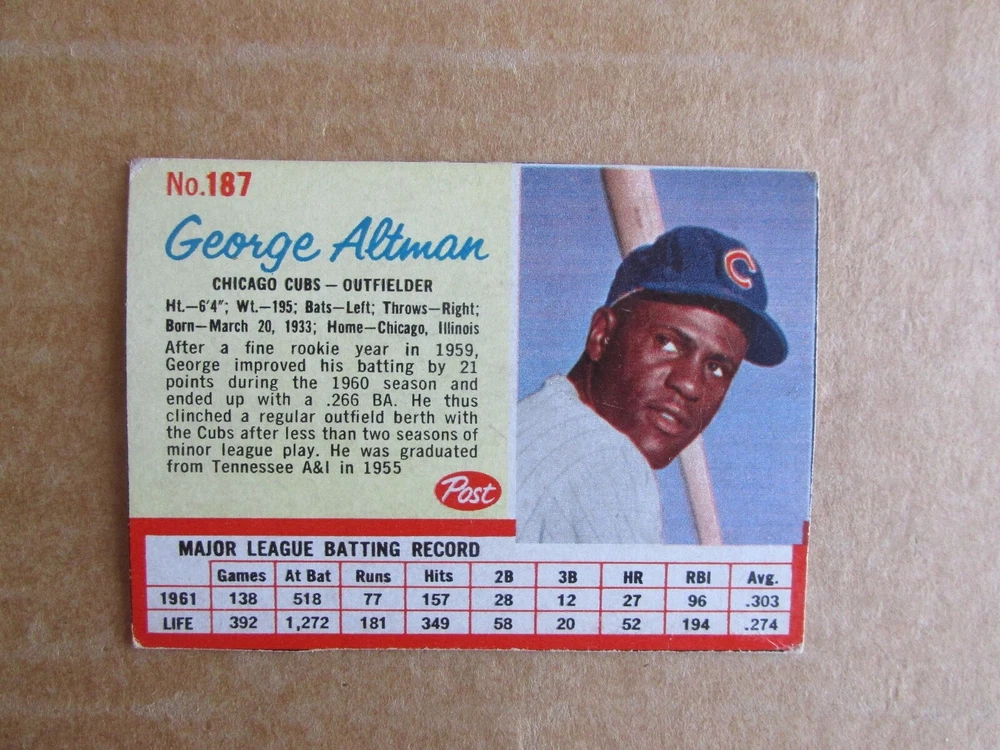 No.187
George Altman
CHICAGO CUBS — OUTFIELDER
Ht.—6'4"; Wt.—195; Bats—Left; Throws—Right;
Born—March 20, 1933; Home—Chicago, Illinois
After a fine rookie year in 1959,
George improved his batting by 21
points during the 1960 season and
ended up with a .266 BA. He thus
clinched a regular outfield berth with
the Cubs after less than two seasons of
minor league play. He was graduated
from Tennessee A&I in 1955
Post
C
MAJOR LEAGUE BATTING RECORD
Games At Bat Runs Hits 2B 3B HR RBI Avg.
1961 138 518 77 157 28 12 27 96 .303
LIFE 392 1,272 181 349 58 20 52 194 .274